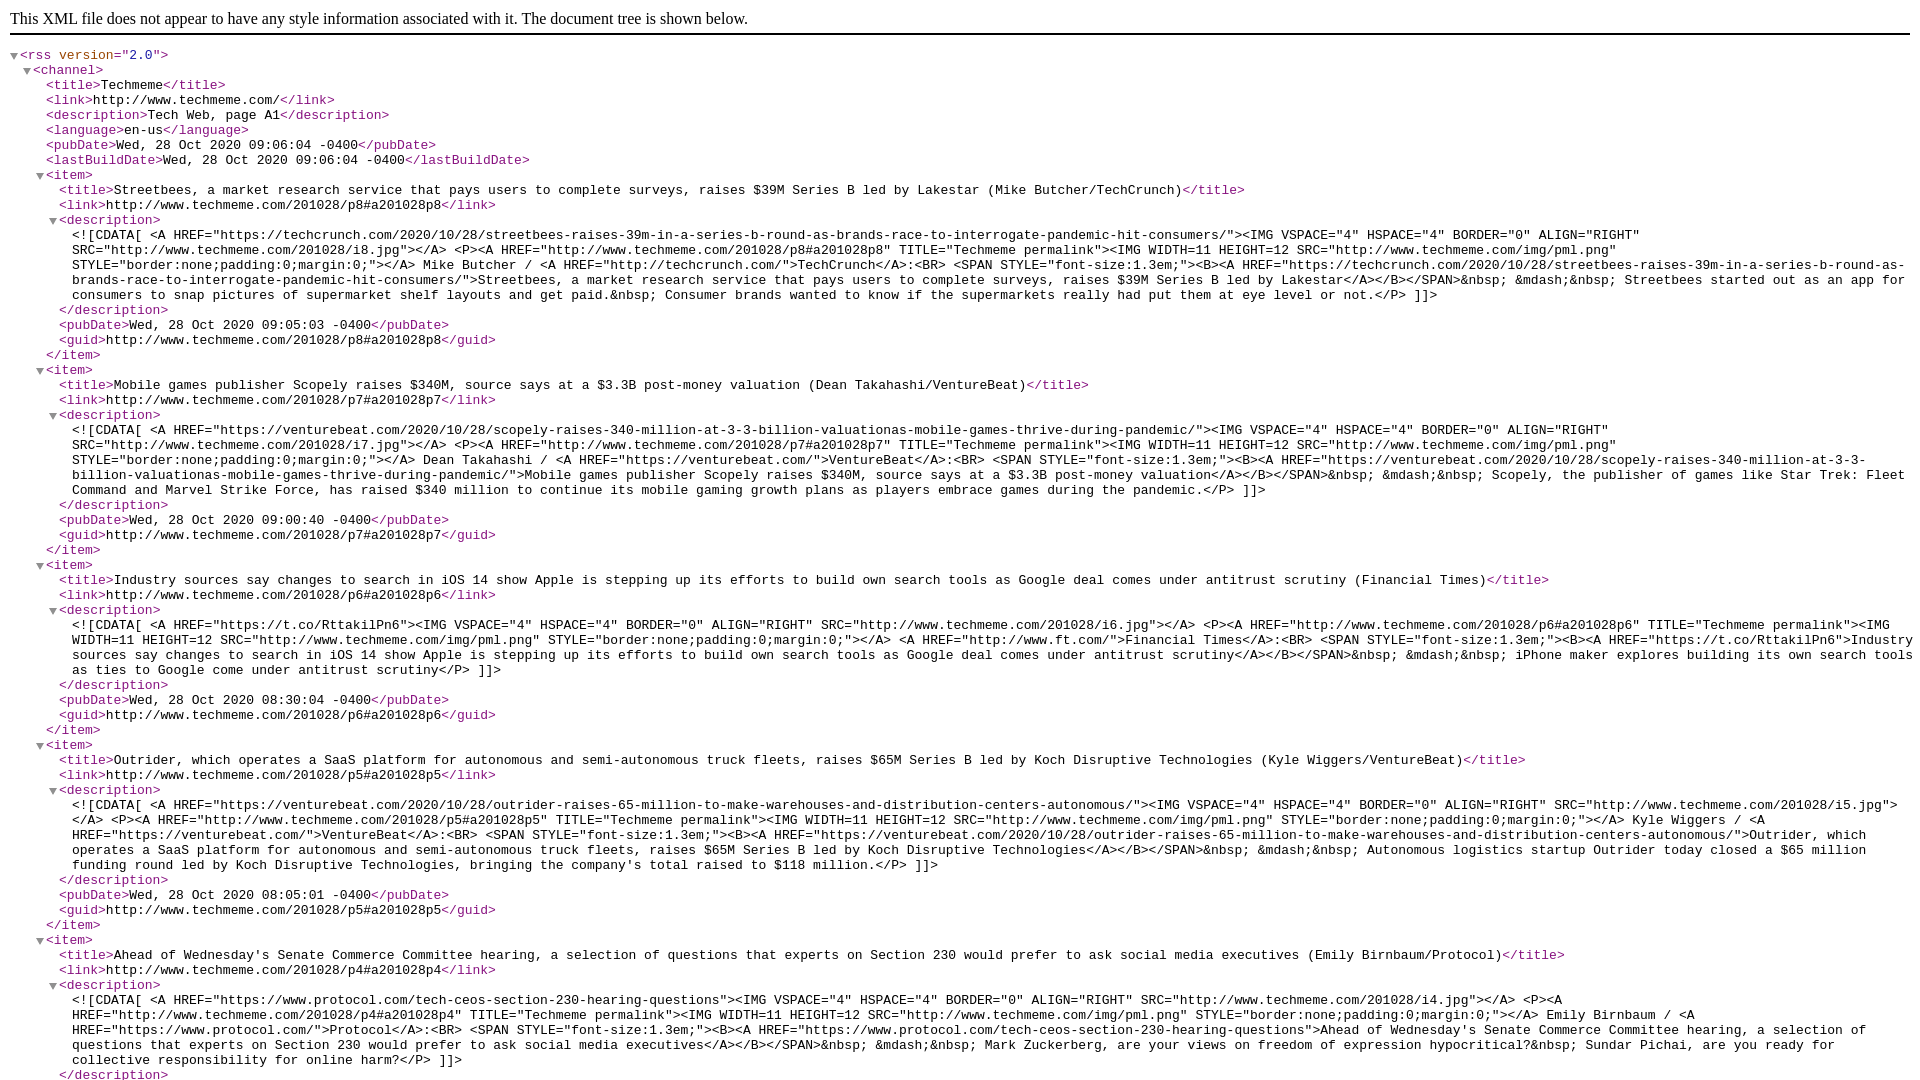 This XML file does not appear to have any style information associated with it. The document tree is shown below.
<rss version="2.0">
<channel>
<title>Techmeme</title>
<link>http://www.techmeme.com/</link>
<description>Tech Web, page A1</description>
<language>en-us</language>
<pubDate>Wed, 28 Oct 2020 09:06:04 -0400</pubDate>
<lastBuildDate>Wed, 28 Oct 2020 09:06:04 -0400</lastBuildDate>
<item>
<title>Streetbees, a market research service that pays users to complete surveys, raises $39M Series B led by Lakestar (Mike Butcher/TechCrunch)</title>
<link>http://www.techmeme.com/201028/p8#a201028p8</link>
<description>
<![CDATA[ <A HREF="https://techcrunch.com/2020/10/28/streetbees-raises-39m-in-a-series-b-round-as-brands-race-to-interrogate-pandemic-hit-consumers/"><IMG VSPACE="4" HSPACE="4" BORDER="0" ALIGN="RIGHT"
SRC="http://www.techmeme.com/201028/i8.jpg"></A> <P><A HREF="http://www.techmeme.com/201028/p8#a201028p8" TITLE="Techmeme permalink"><IMG WIDTH=11 HEIGHT=12 SRC="http://www.techmeme.com/img/pml.png"
STYLE="border:none;padding:0;margin:0;"></A> Mike Butcher / <A HREF="http://techcrunch.com/">TechCrunch</A>:<BR> <SPAN STYLE="font-size:1.3em;"><B><A HREF="https://techcrunch.com/2020/10/28/streetbees-raises-39m-in-a-series-b-round-as-
brands-race-to-interrogate-pandemic-hit-consumers/">Streetbees, a market research service that pays users to complete surveys, raises $39M Series B led by Lakestar</A></B></SPAN>&nbsp; &mdash;&nbsp; Streetbees started out as an app for
consumers to snap pictures of supermarket shelf layouts and get paid.&nbsp; Consumer brands wanted to know if the supermarkets really had put them at eye level or not.</P> ]]>
</description>
<pubDate>Wed, 28 Oct 2020 09:05:03 -0400</pubDate>
<guid>http://www.techmeme.com/201028/p8#a201028p8</guid>
</item>
<item>
<title>Mobile games publisher Scopely raises $340M, source says at a $3.3B post-money valuation (Dean Takahashi/VentureBeat)</title>
<link>http://www.techmeme.com/201028/p7#a201028p7</link>
<description>
<![CDATA[ <A HREF="https://venturebeat.com/2020/10/28/scopely-raises-340-million-at-3-3-billion-valuationas-mobile-games-thrive-during-pandemic/"><IMG VSPACE="4" HSPACE="4" BORDER="0" ALIGN="RIGHT"
SRC="http://www.techmeme.com/201028/i7.jpg"></A> <P><A HREF="http://www.techmeme.com/201028/p7#a201028p7" TITLE="Techmeme permalink"><IMG WIDTH=11 HEIGHT=12 SRC="http://www.techmeme.com/img/pml.png"
STYLE="border:none;padding:0;margin:0;"></A> Dean Takahashi / <A HREF="https://venturebeat.com/">VentureBeat</A>:<BR> <SPAN STYLE="font-size:1.3em;"><B><A HREF="https://venturebeat.com/2020/10/28/scopely-raises-340-million-at-3-3-
billion-valuationas-mobile-games-thrive-during-pandemic/">Mobile games publisher Scopely raises $340M, source says at a $3.3B post-money valuation</A></B></SPAN>&nbsp; &mdash;&nbsp; Scopely, the publisher of games like Star Trek: Fleet
Command and Marvel Strike Force, has raised $340 million to continue its mobile gaming growth plans as players embrace games during the pandemic.</P> ]]>
</description>
<pubDate>Wed, 28 Oct 2020 09:00:40 -0400</pubDate>
<guid>http://www.techmeme.com/201028/p7#a201028p7</guid>
</item>
<item>
<title>Industry sources say changes to search in iOS 14 show Apple is stepping up its efforts to build own search tools as Google deal comes under antitrust scrutiny (Financial Times)</title>
<link>http://www.techmeme.com/201028/p6#a201028p6</link>
<description>
<![CDATA[ <A HREF="https://t.co/RttakilPn6"><IMG VSPACE="4" HSPACE="4" BORDER="0" ALIGN="RIGHT" SRC="http://www.techmeme.com/201028/i6.jpg"></A> <P><A HREF="http://www.techmeme.com/201028/p6#a201028p6" TITLE="Techmeme permalink"><IMG
WIDTH=11 HEIGHT=12 SRC="http://www.techmeme.com/img/pml.png" STYLE="border:none;padding:0;margin:0;"></A> <A HREF="http://www.ft.com/">Financial Times</A>:<BR> <SPAN STYLE="font-size:1.3em;"><B><A HREF="https://t.co/RttakilPn6">Industry
sources say changes to search in iOS 14 show Apple is stepping up its efforts to build own search tools as Google deal comes under antitrust scrutiny</A></B></SPAN>&nbsp; &mdash;&nbsp; iPhone maker explores building its own search tools
as ties to Google come under antitrust scrutiny</P> ]]>
</description>
<pubDate>Wed, 28 Oct 2020 08:30:04 -0400</pubDate>
<guid>http://www.techmeme.com/201028/p6#a201028p6</guid>
</item>
<item>
<title>Outrider, which operates a SaaS platform for autonomous and semi-autonomous truck fleets, raises $65M Series B led by Koch Disruptive Technologies (Kyle Wiggers/VentureBeat)</title>
<link>http://www.techmeme.com/201028/p5#a201028p5</link>
<description>
<![CDATA[ <A HREF="https://venturebeat.com/2020/10/28/outrider-raises-65-million-to-make-warehouses-and-distribution-centers-autonomous/"><IMG VSPACE="4" HSPACE="4" BORDER="0" ALIGN="RIGHT" SRC="http://www.techmeme.com/201028/i5.jpg">
</A> <P><A HREF="http://www.techmeme.com/201028/p5#a201028p5" TITLE="Techmeme permalink"><IMG WIDTH=11 HEIGHT=12 SRC="http://www.techmeme.com/img/pml.png" STYLE="border:none;padding:0;margin:0;"></A> Kyle Wiggers / <A
HREF="https://venturebeat.com/">VentureBeat</A>:<BR> <SPAN STYLE="font-size:1.3em;"><B><A HREF="https://venturebeat.com/2020/10/28/outrider-raises-65-million-to-make-warehouses-and-distribution-centers-autonomous/">Outrider, which
operates a SaaS platform for autonomous and semi-autonomous truck fleets, raises $65M Series B led by Koch Disruptive Technologies</A></B></SPAN>&nbsp; &mdash;&nbsp; Autonomous logistics startup Outrider today closed a $65 million
funding round led by Koch Disruptive Technologies, bringing the company's total raised to $118 million.</P> ]]>
</description>
<pubDate>Wed, 28 Oct 2020 08:05:01 -0400</pubDate>
<guid>http://www.techmeme.com/201028/p5#a201028p5</guid>
</item>
<item>
<title>Ahead of Wednesday's Senate Commerce Committee hearing, a selection of questions that experts on Section 230 would prefer to ask social media executives (Emily Birnbaum/Protocol)</title>
<link>http://www.techmeme.com/201028/p4#a201028p4</link>
<description>
<![CDATA[ <A HREF="https://www.protocol.com/tech-ceos-section-230-hearing-questions"><IMG VSPACE="4" HSPACE="4" BORDER="0" ALIGN="RIGHT" SRC="http://www.techmeme.com/201028/i4.jpg"></A> <P><A
HREF="http://www.techmeme.com/201028/p4#a201028p4" TITLE="Techmeme permalink"><IMG WIDTH=11 HEIGHT=12 SRC="http://www.techmeme.com/img/pml.png" STYLE="border:none;padding:0;margin:0;"></A> Emily Birnbaum / <A
HREF="https://www.protocol.com/">Protocol</A>:<BR> <SPAN STYLE="font-size:1.3em;"><B><A HREF="https://www.protocol.com/tech-ceos-section-230-hearing-questions">Ahead of Wednesday's Senate Commerce Committee hearing, a selection of
questions that experts on Section 230 would prefer to ask social media executives</A></B></SPAN>&nbsp; &mdash;&nbsp; Mark Zuckerberg, are your views on freedom of expression hypocritical?&nbsp; Sundar Pichai, are you ready for
collective responsibility for online harm?</P> ]]>
</description>